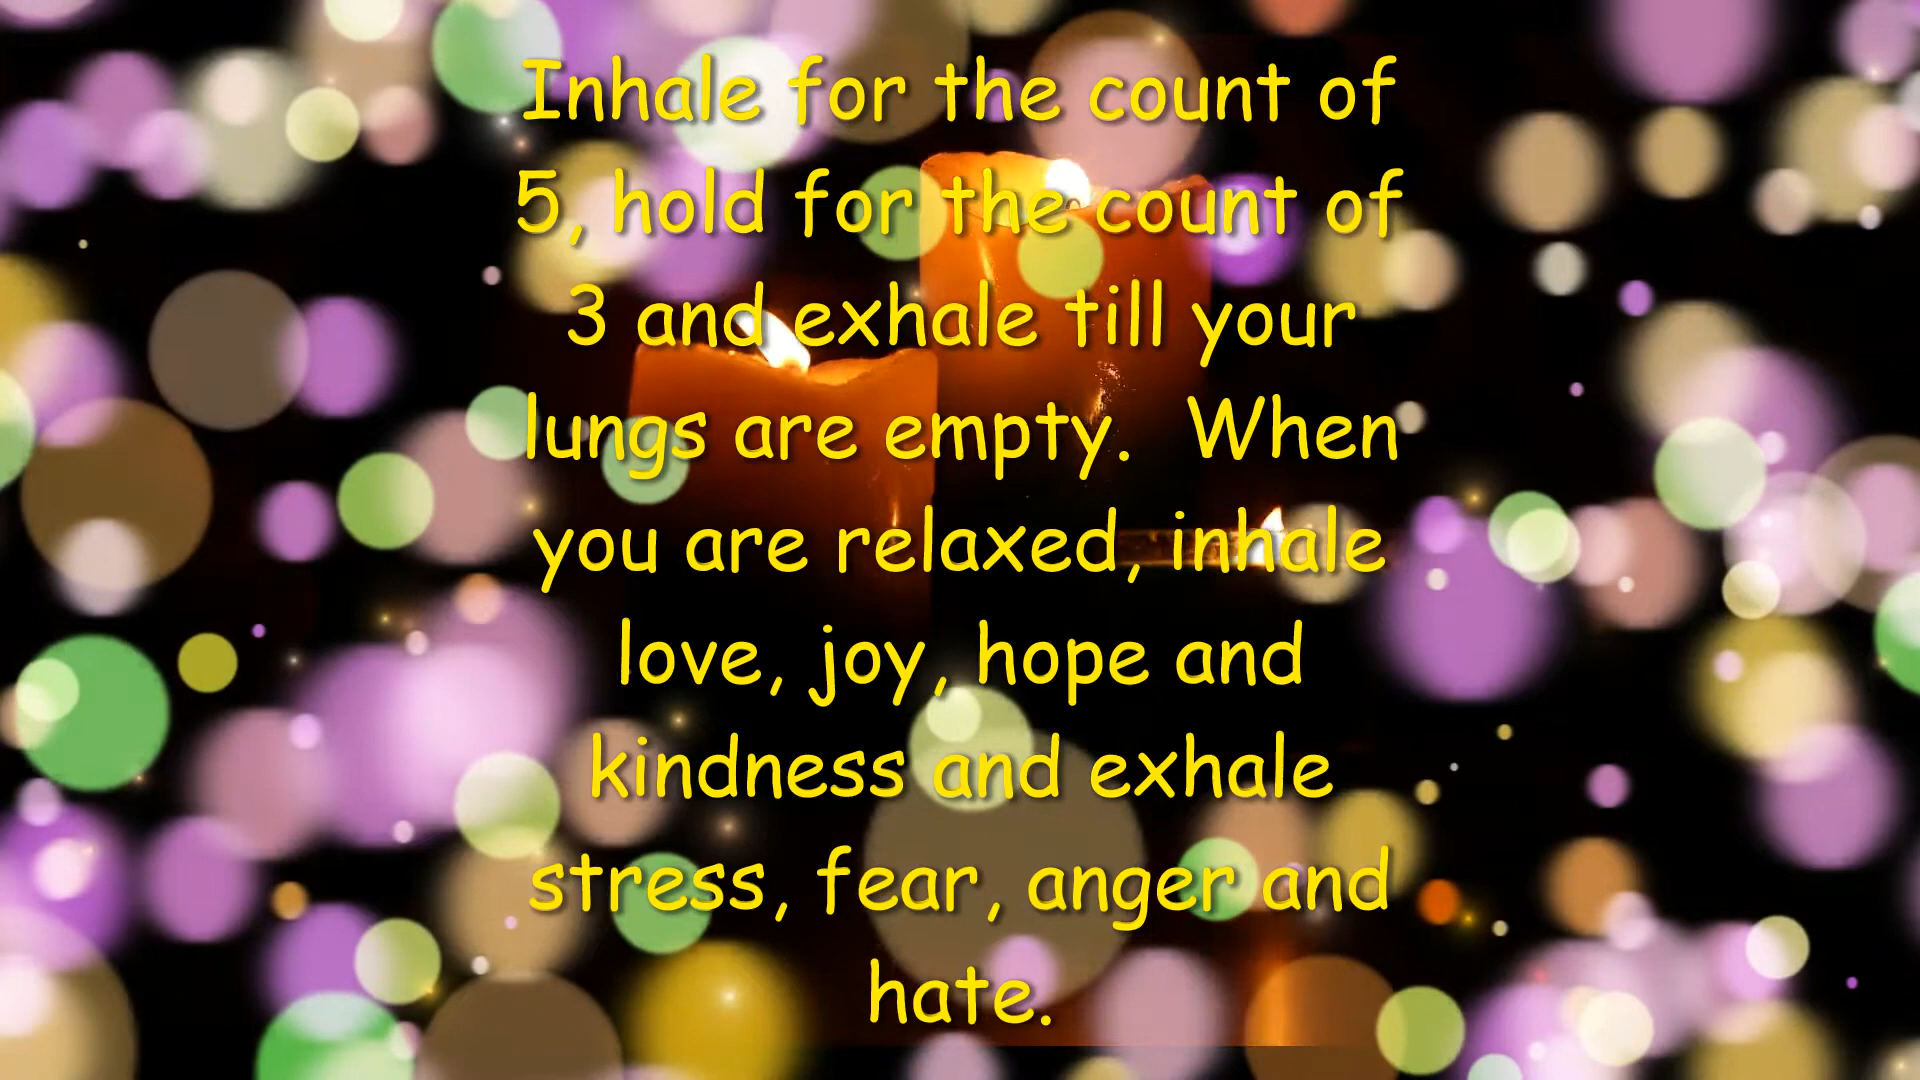 Inhale for the count of
5, hold for the count of
3 and exhale till your
lungs are empty.  When
you are relaxed, inhale
love, joy, hope and
kindness and exhale
stress, fear, anger and
hate.